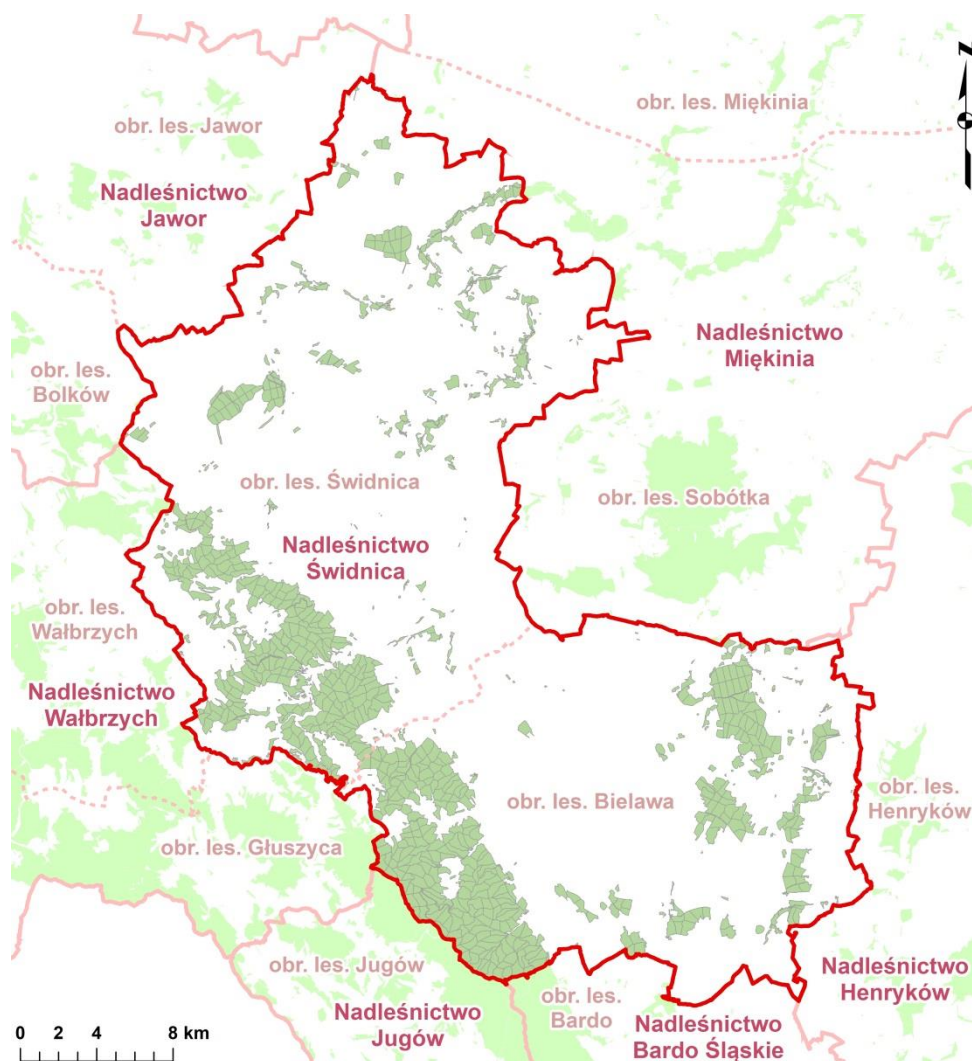 N
obr. les. Miękinia
obr. les. Jawor
Nadleśnictwo
Jawor
Nadleśnictwo
Miękinia
obr. les.
Bolków
obr. les. Świdnica
obr. les. Sobótka
Nadleśnictwo
Świdnica
obr. les.
Wałbrzych
Nadleśnictwo
Wałbrzych
obr. les. Bielawa
obr. les.
Henryków
obr. les. Głuszyca
obr. les. Jugów
Nadleśnictwo
Jugów
obr. les.
Bardo
Nadleśnictwo
Bardo Śląskie
Nadleśnictwo
Henryków
0 2 4 8 km